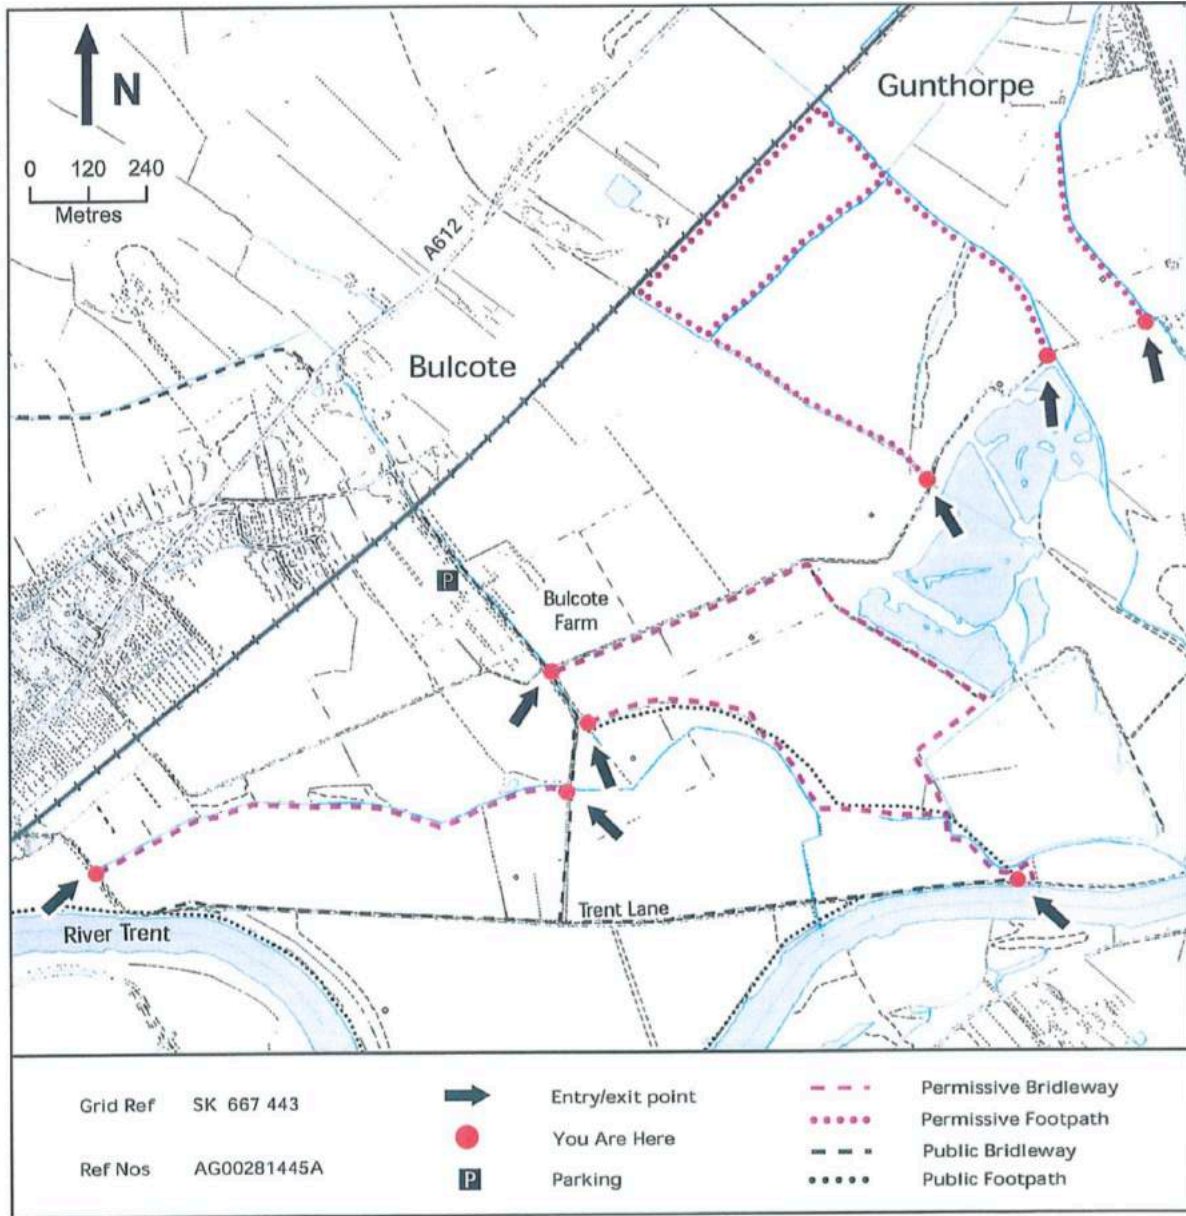 N
Gunthorpe
0 120 240
Metres
A612
Bulcote
P
Bulcote
Farm
Trent Lane
River Trent
Grid Ref SK 667 443
Ref Nos AG00281445A
Entry/exit point
You Are Here
P Parking
Permissive Bridleway
Permissive Footpath
Public Bridleway
Public Footpath